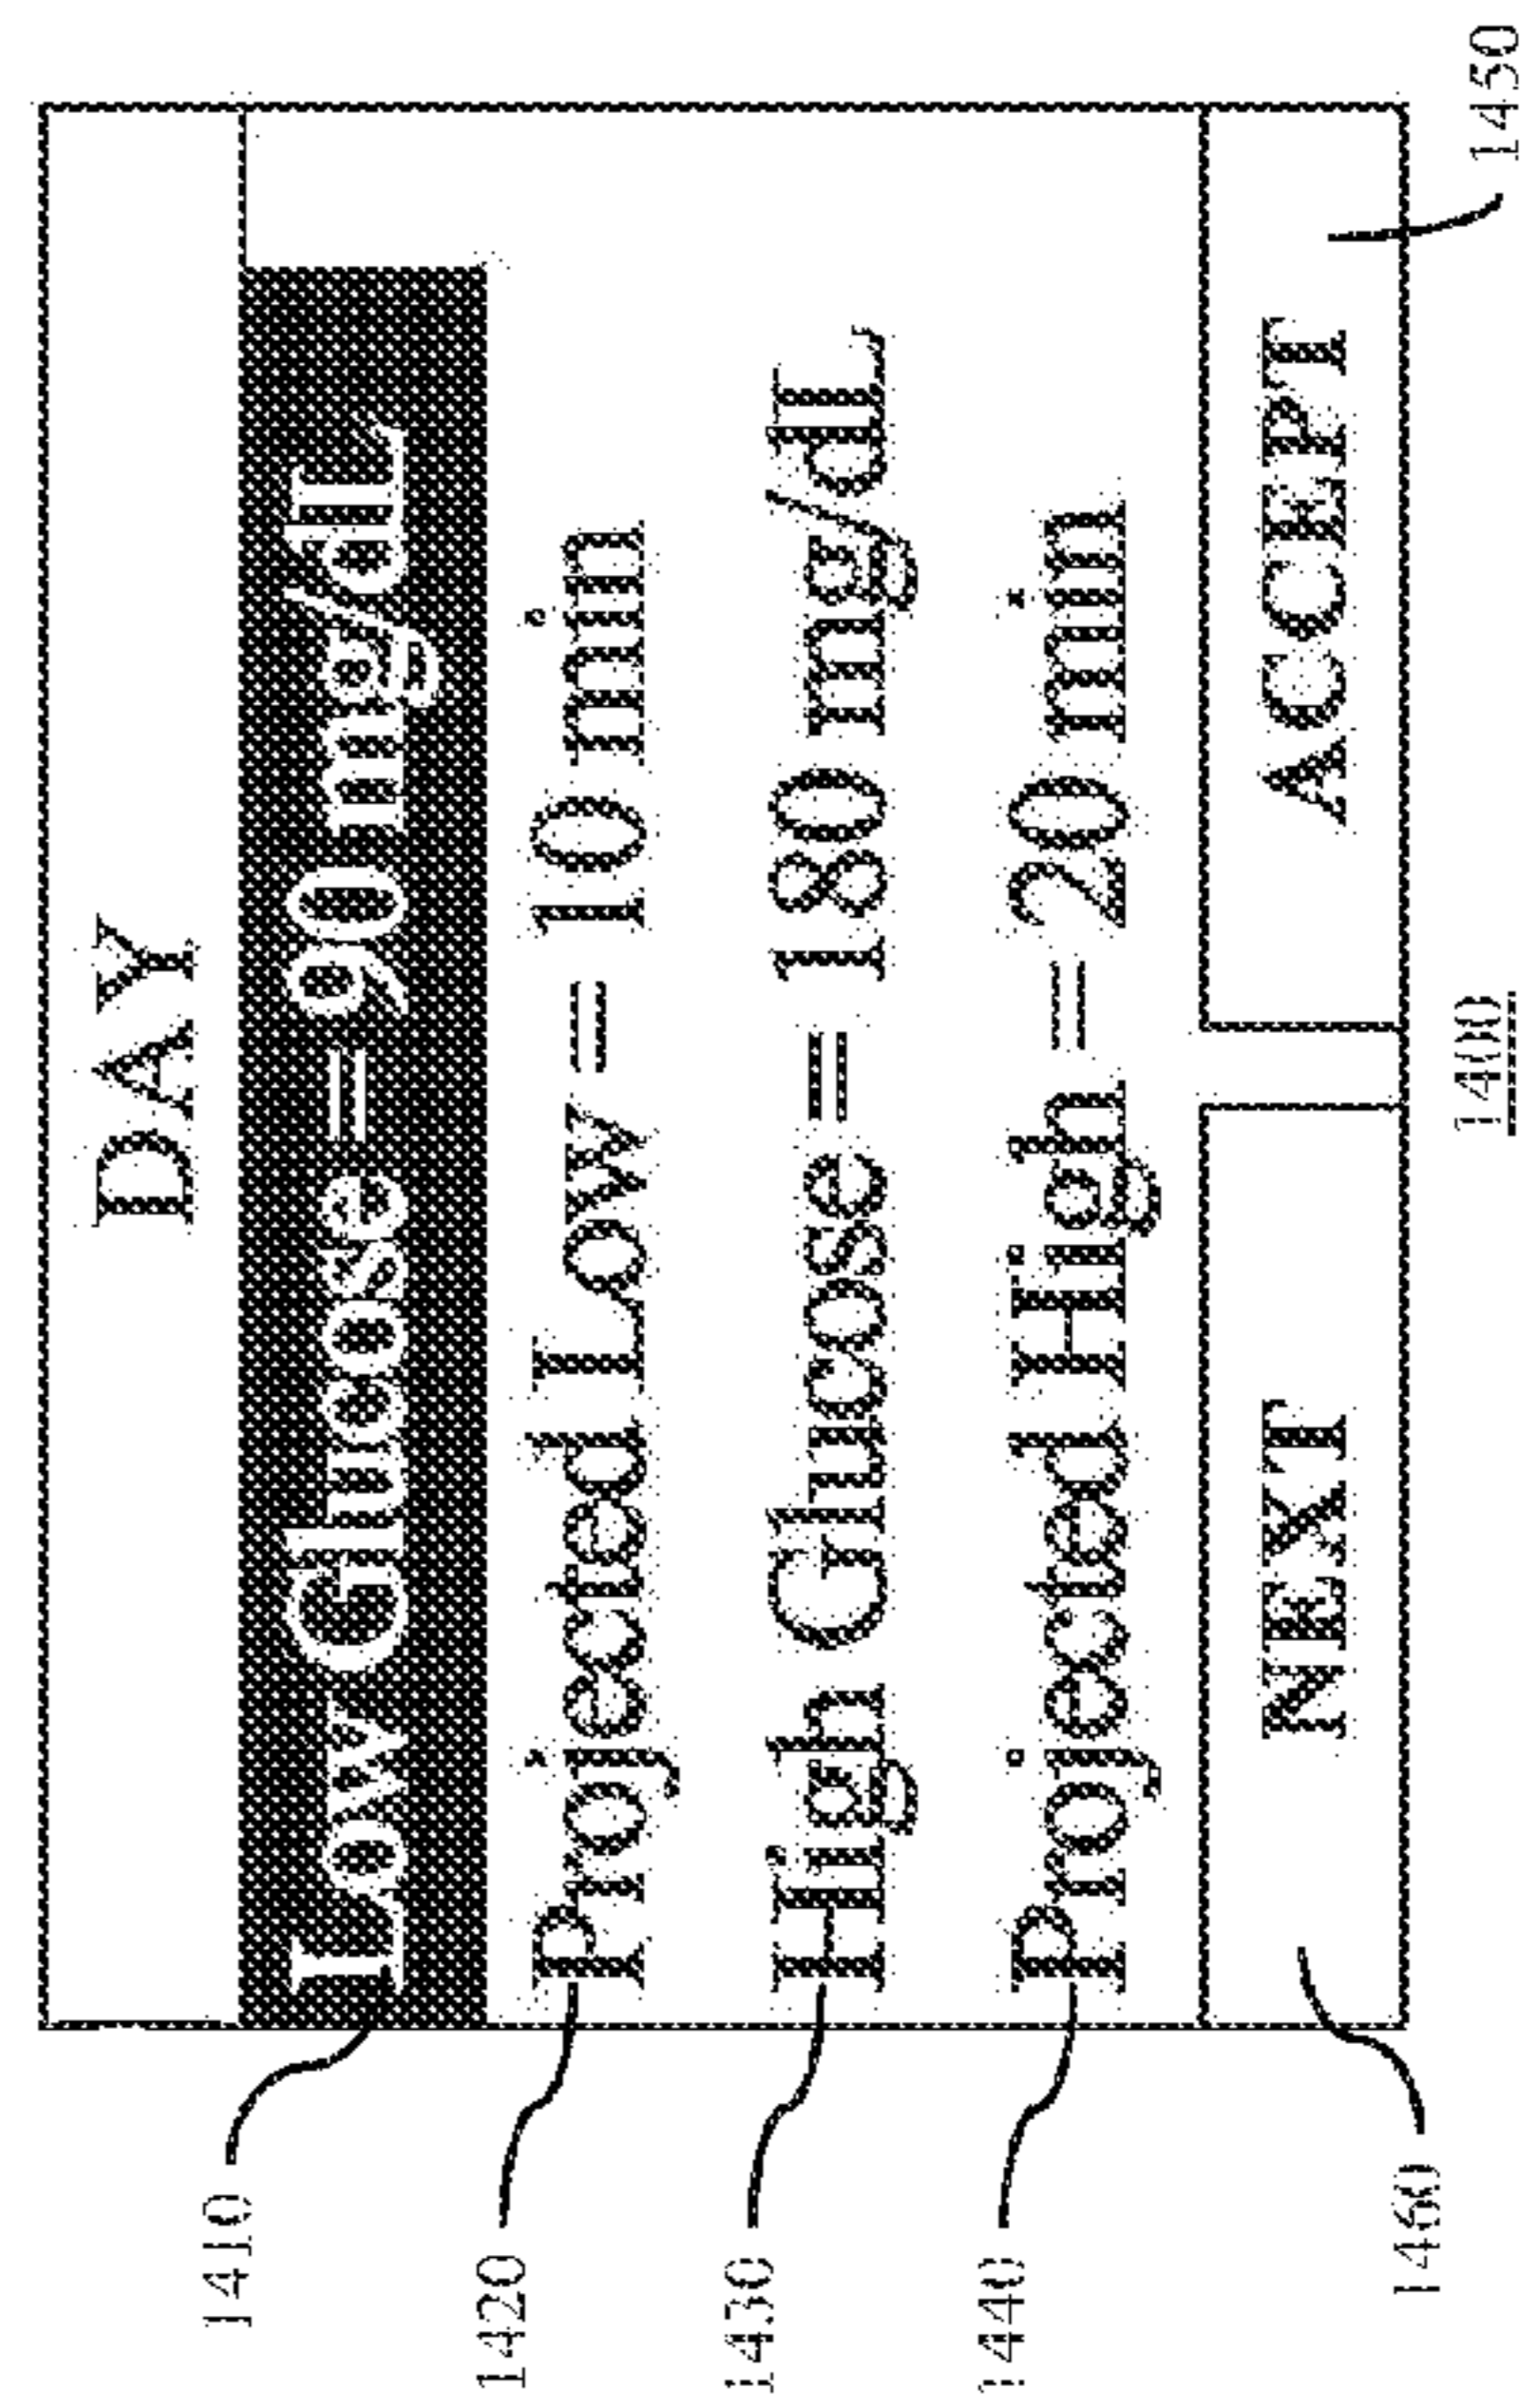 DAY
1410 Low Glucose = 90 mg/dL
1420 Projected Low = 10 min
1430 High Glucose = 180 mg/dL
1440 Projected High = 20 min
NEXT ACCEPT
1460 1450
1400